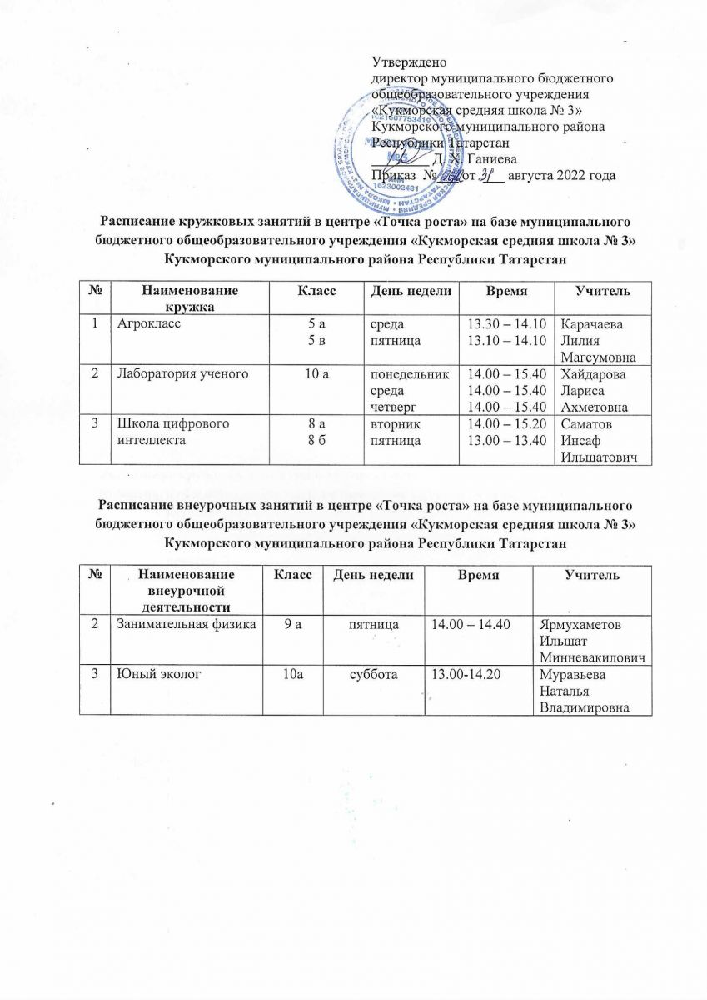 Утверждено
директор муниципального бюджетного
общеобразовательного учреждения
«Кукморская средняя школа № 3»
Кукморского муниципального района
Республики Татарстан
________ Д. Х. Ганиева
Приказ № от 31 августа 2022 года
1623002431
№3
Расписание кружковых занятий в центре «Точка роста» на базе муниципального
бюджетного общеобразовательного учреждения «Кукморская средняя школа № 3»
Кукморского муниципального района Республики Татарстан
№ Наименование Класс День недели Время Учитель
кружка
1 Агрокласс 5 а среда 13.30 – 14.10 Карачаева
5 в пятница 13.10 – 14.10 Лилия
Магсумовна
2 Лаборатория ученого 10 а понедельник 14.00 – 15.40 Хайдарова
среда 14.00 – 15.40 Лариса
четверг 14.00 – 15.40 Ахметовна
3 Школа цифрового 8 а вторник 14.00 – 15.20 Саматов
интеллекта 8 б пятница 13.00 – 13.40 Инсаф
Ильшатович
Расписание внеурочных занятий в центре «Точка роста» на базе муниципального
бюджетного общеобразовательного учреждения «Кукморская средняя школа № 3»
Кукморского муниципального района Республики Татарстан
№ Наименование Класс День недели Время Учитель
внеурочной
деятельности
2 Занимательная физика 9 а пятница 14.00 – 14.40 Ярмухаметов
Ильшат
Минневакилович
3 Юный эколог 10а суббота 13.00-14.20 Муравьева
Наталья
Владимировна